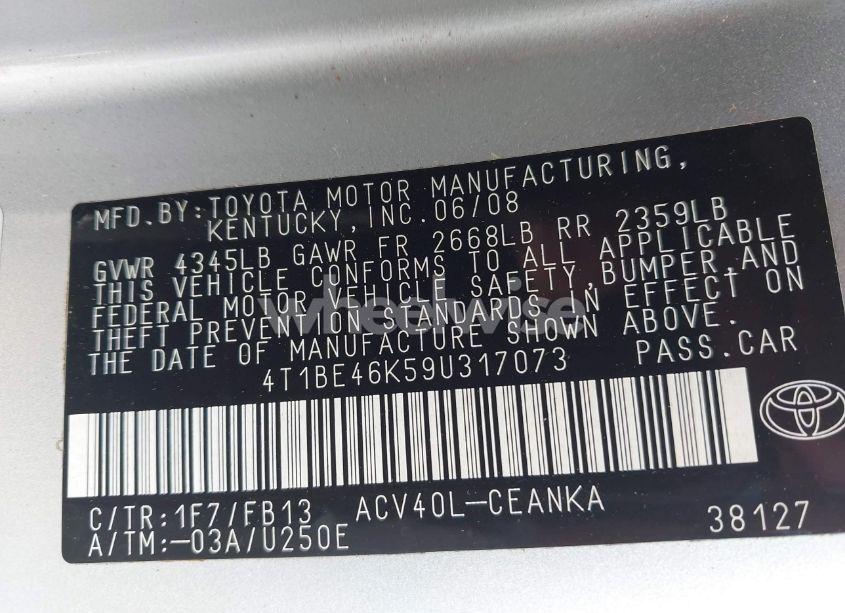 MFD. BY: TOYOTA MOTOR MANUFACTURING,
KENTUCKY, INC. 06/08
GVWR 4345LB GAWR FR 2668LB RR 2359LB
THIS VEHICLE CONFORMS TO ALL APPLICABLE
FEDERAL MOTOR VEHICLE SAFETY, BUMPER AND
THEFT PREVENTION STANDARDS IN EFFECT ON
THE DATE OF MANUFACTURE SHOWN ABOVE.
4T1BE46K59U317073 PASS. CAR
C/TR: 1F7/FB13 ACV40L-CEANKA
A/TM:-03A/U250E 38127
wheelwise